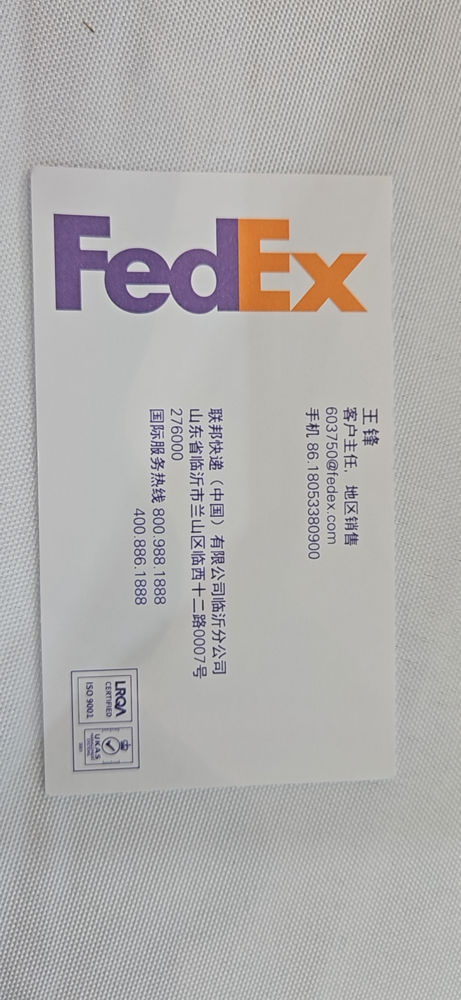 FedEx
王锋
客户主任, 地区销售
603750@fedex.com
手机 86.18053380900
联邦快递（中国）有限公司临沂分公司
山东省临沂市兰山区临西十二路0007号
276000
国际服务热线 800.988.1888
400.886.1888
LRQA
CERTIFIED
ISO 9001
UKAS